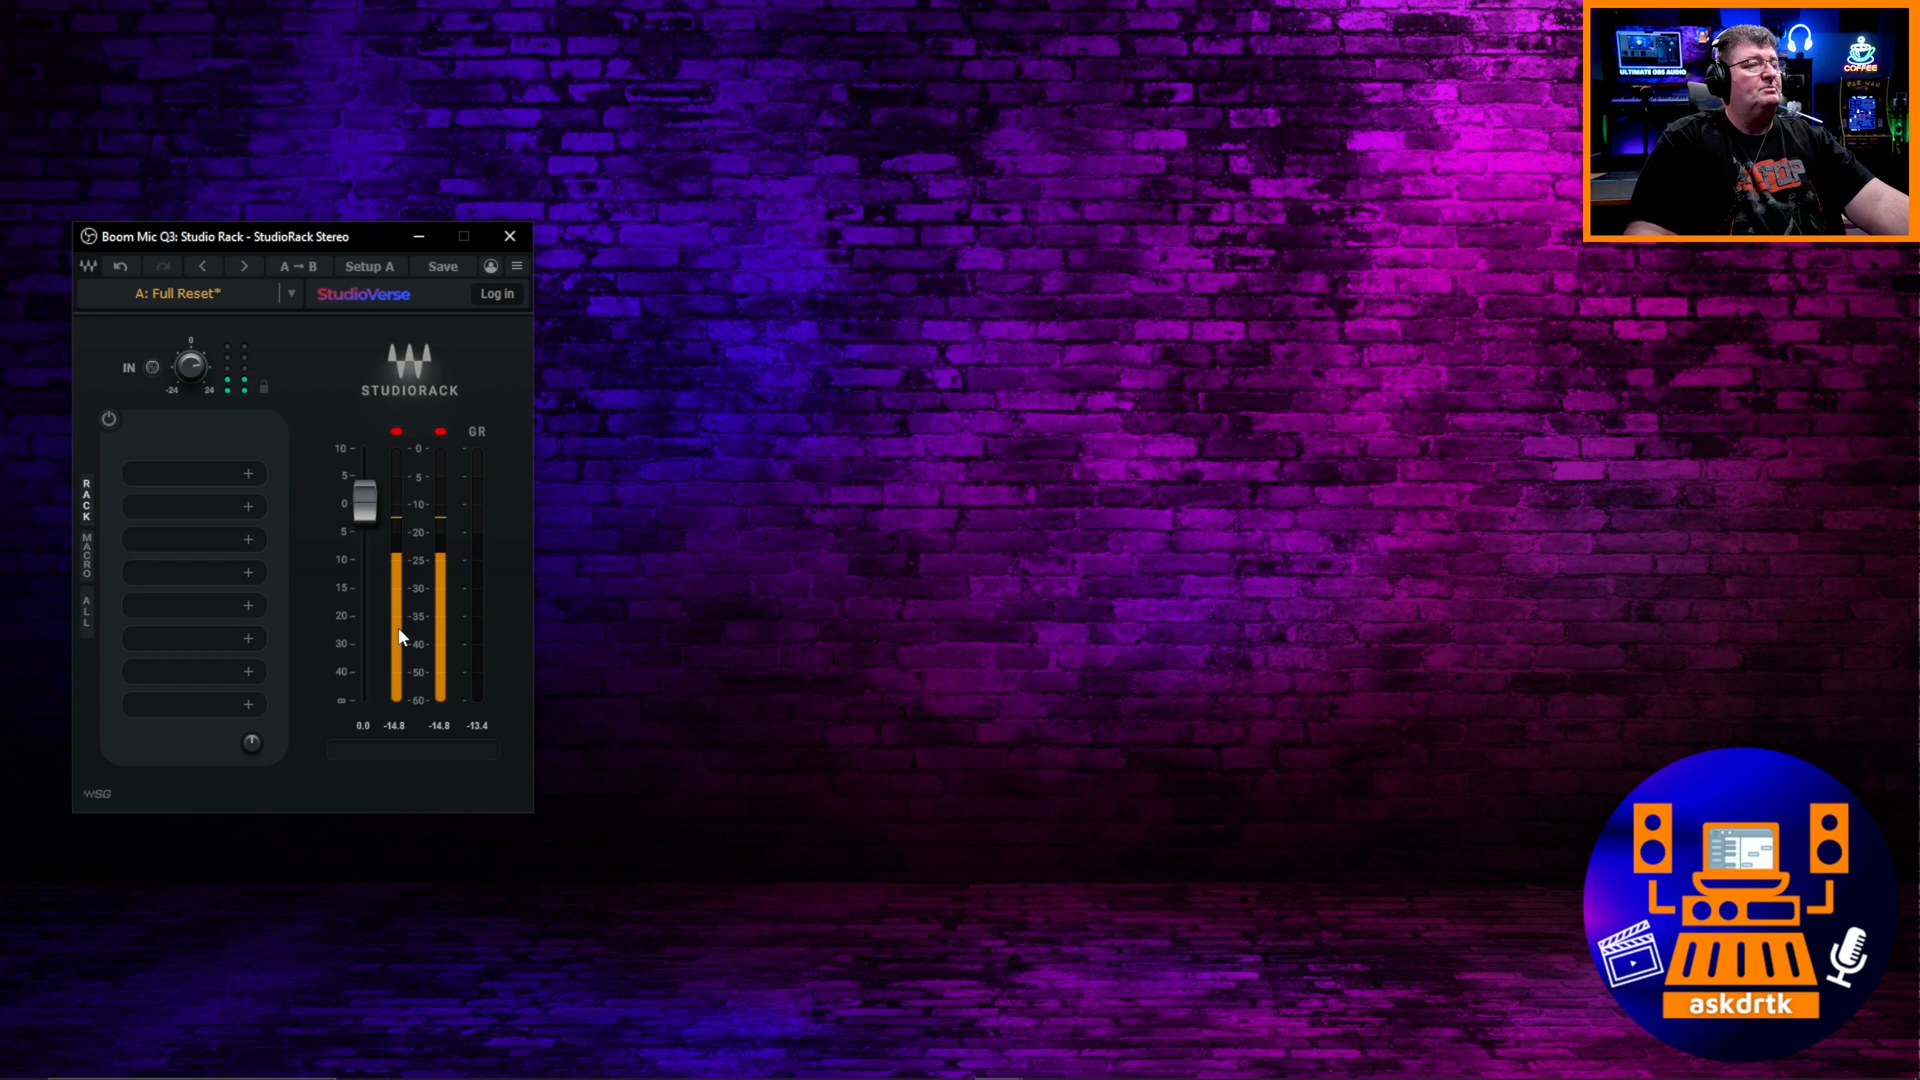 Boom Mic Q3: Studio Rack - StudioRack Stereo
A → B
Setup A
Save
A: Full Reset*
StudioVerse
Log in
IN
0
-24
24
STUDIORACK
GR
10
5
0
5
10
15
20
30
40
∞
-0-
-5-
-10-
-20-
-25-
-30-
-35-
-40-
-50-
-60-
0.0
-14.8
-14.8
-13.4
RACK
MACRO
ALL
WSG
ULTIMATE OBS AUDIO
COFFEE
PAC-MAN
askdrtk